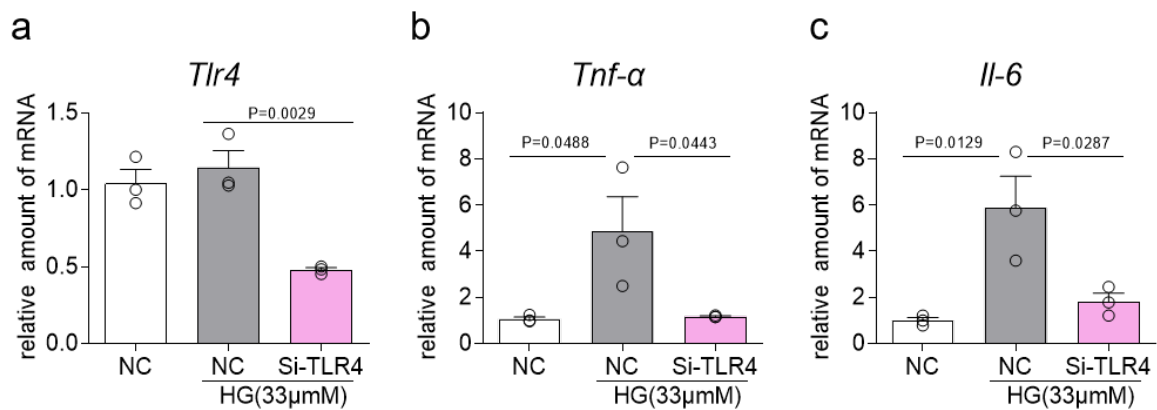 a
Tlr4
relative amount of mRNA
1.5
1.0
0.5
0.0
P=0.0029
NC
NC
Si-TLR4
HG(33μmM)
b
Tnf-α
relative amount of mRNA
10
8
6
4
2
0
P=0.0488
P=0.0443
NC
NC
Si-TLR4
HG(33μmM)
c
Il-6
relative amount of mRNA
10
8
6
4
2
0
P=0.0129
P=0.0287
NC
NC
Si-TLR4
HG(33μmM)